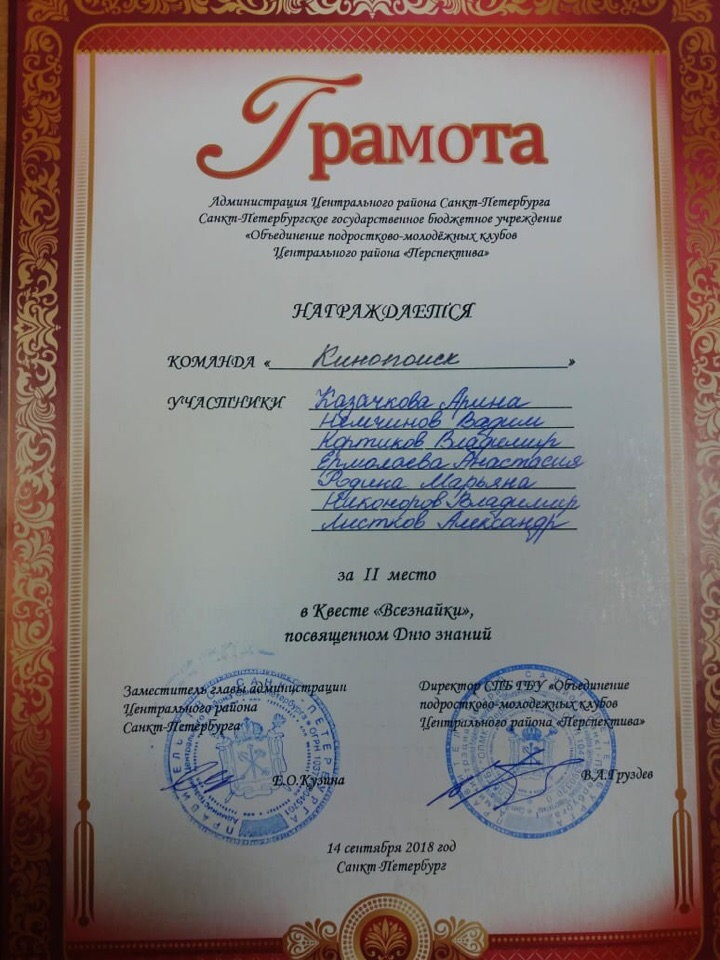 Грамота
Администрация Центрального района Санкт-Петербурга
Санкт-Петербургское государственное бюджетное учреждение
«Объединение подростково-молодёжных клубов
Центрального района «Перспектива»
НАГРАЖДАЕТСЯ
КОМАНДА « Кинопоиск »
УЧАСТНИКИ Казачкова Арина
Немчинов Вадим
Картиков Владимир
Ермолаева Анастасия
Родина Марьяна
Никоноров Владимир
Листков Александр
за II место
в Квесте «Всезнайки»,
посвященном Дню знаний
Заместитель главы администрации
Центрального района
Санкт-Петербурга
Е.О.Кузина
Директор СПБ ГБУ «Объединение
подростково-молодежных клубов
Центрального района «Перспектива»
В.А.Груздев
14 сентября 2018 год
Санкт-Петербург